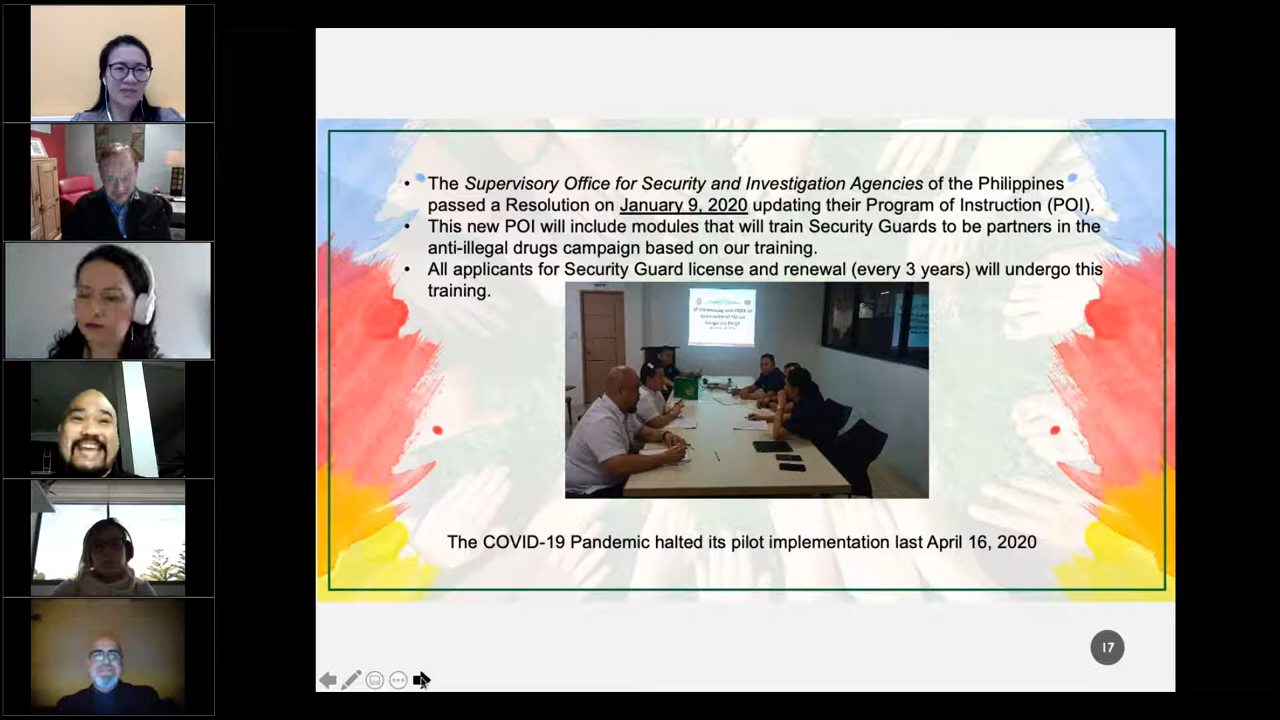 • The Supervisory Office for Security and Investigation Agencies of the Philippines
passed a Resolution on January 9, 2020 updating their Program of Instruction (POI).
• This new POI will include modules that will train Security Guards to be partners in the
anti-illegal drugs campaign based on our training.
• All applicants for Security Guard license and renewal (every 3 years) will undergo this
training.
The COVID-19 Pandemic halted its pilot implementation last April 16, 2020
17